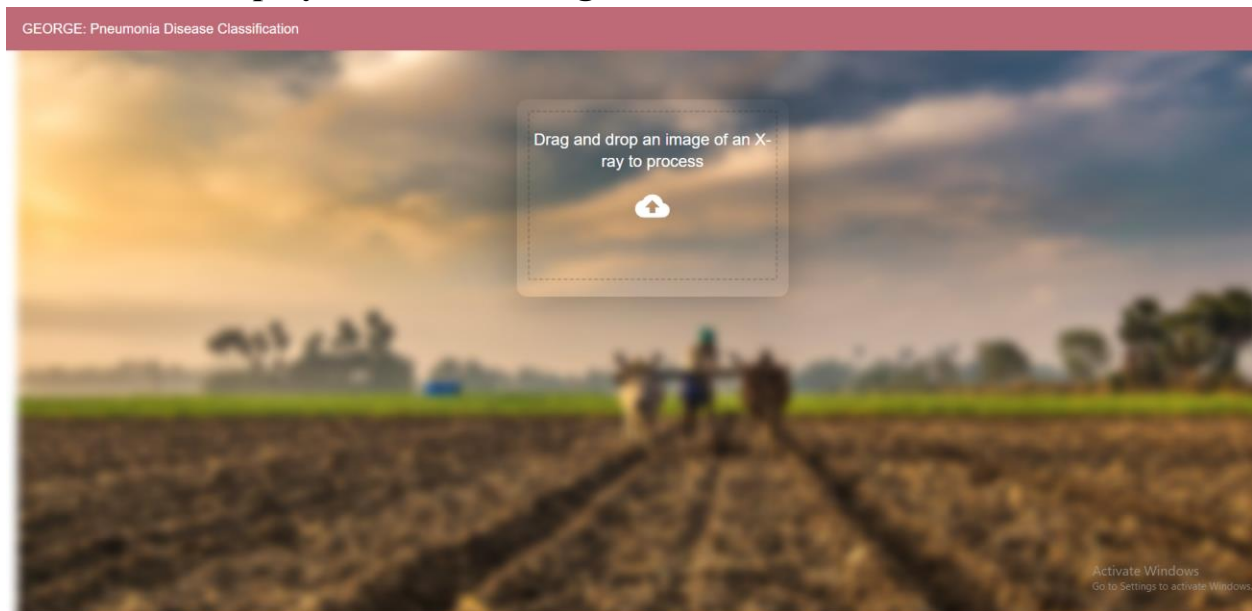 GEORGE: Pneumonia Disease Classification
Drag and drop an image of an X-
ray to process
Activate Windows
Go to Settings to activate Windows